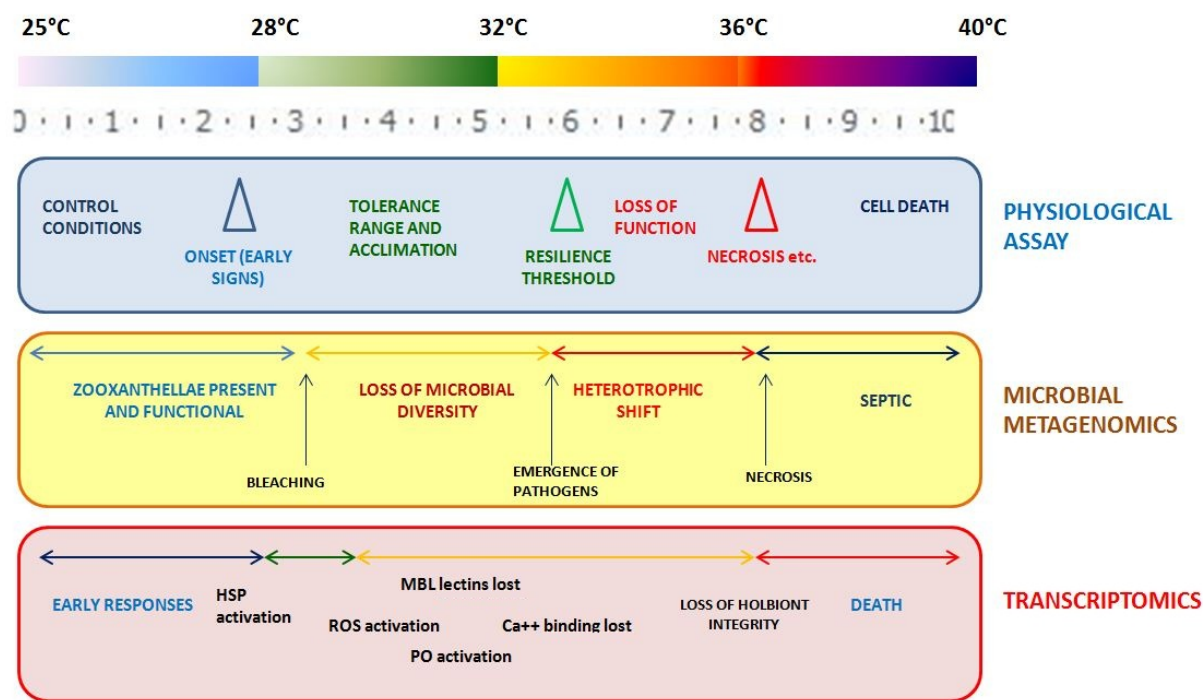 25°C 28°C 32°C 36°C 40°C
0 · ı · 1 · ı · 2 · ı · 3 · ı · 4 · ı · 5 · ı · 6 · ı · 7 · ı · 8 · ı · 9 · ı · 10
CONTROL
CONDITIONS
ONSET (EARLY
SIGNS)
TOLERANCE
RANGE AND
ACCLIMATION
RESILIENCE
THRESHOLD
LOSS OF
FUNCTION
NECROSIS etc.
CELL DEATH
PHYSIOLOGICAL
ASSAY
ZOOXANTHELLAE PRESENT
AND FUNCTIONAL
BLEACHING
LOSS OF MICROBIAL
DIVERSITY
EMERGENCE OF
PATHOGENS
HETEROTROPHIC
SHIFT
NECROSIS
SEPTIC
MICROBIAL
METAGENOMICS
EARLY RESPONSES
HSP
activation
ROS activation
MBL lectins lost
PO activation
Ca++ binding lost
LOSS OF HOLBIONT
INTEGRITY
DEATH
TRANSCRIPTOMICS